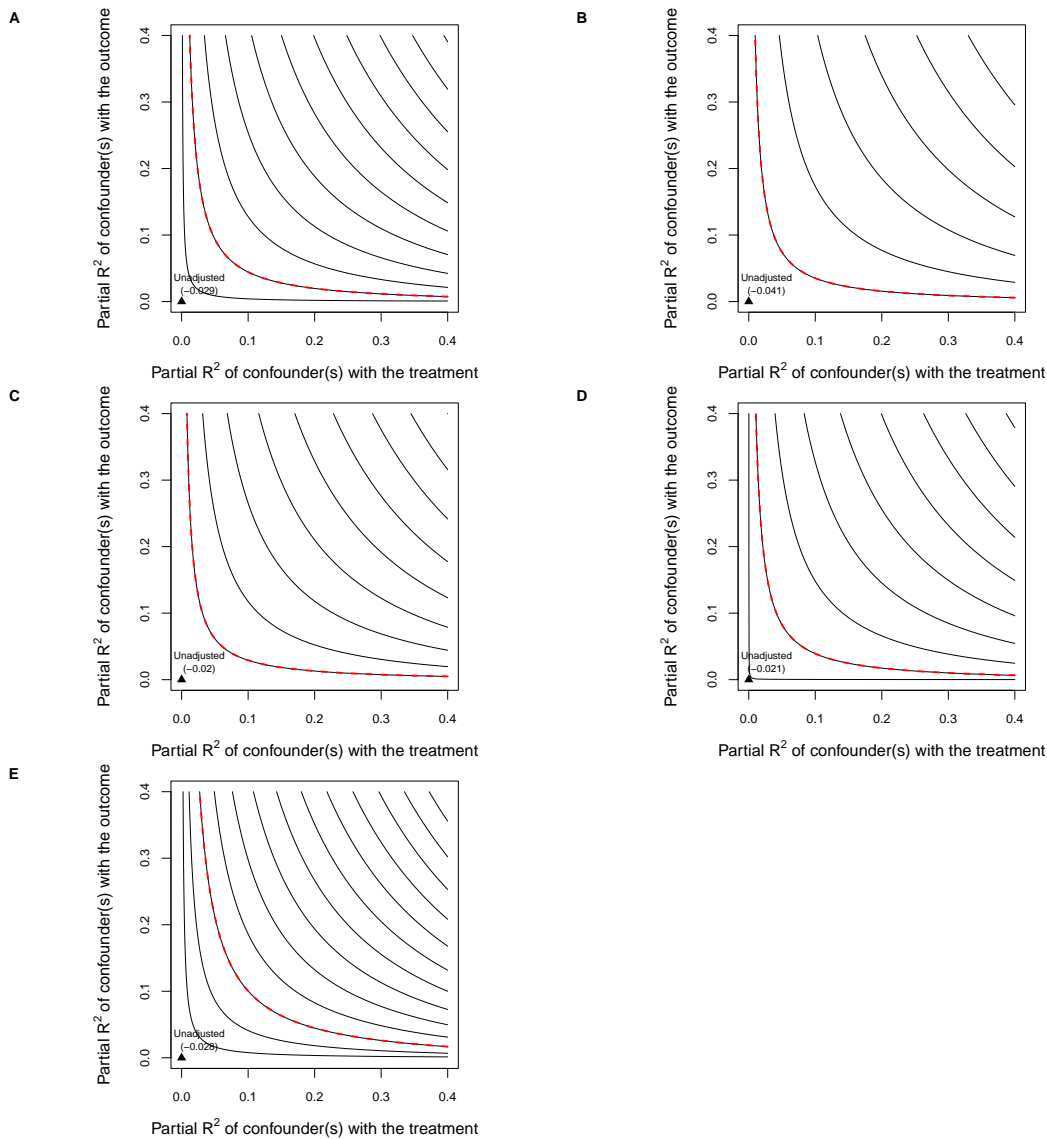 A
Partial R² of confounder(s) with the outcome
0.4
0.3
0.2
0.1
0.0
Unadjusted
(−0.029)
0.0 0.1 0.2 0.3 0.4
Partial R² of confounder(s) with the treatment
B
Partial R² of confounder(s) with the outcome
0.4
0.3
0.2
0.1
0.0
Unadjusted
(−0.041)
0.0 0.1 0.2 0.3 0.4
Partial R² of confounder(s) with the treatment
C
Partial R² of confounder(s) with the outcome
0.4
0.3
0.2
0.1
0.0
Unadjusted
(−0.02)
0.0 0.1 0.2 0.3 0.4
Partial R² of confounder(s) with the treatment
D
Partial R² of confounder(s) with the outcome
0.4
0.3
0.2
0.1
0.0
Unadjusted
(−0.021)
0.0 0.1 0.2 0.3 0.4
Partial R² of confounder(s) with the treatment
E
Partial R² of confounder(s) with the outcome
0.4
0.3
0.2
0.1
0.0
Unadjusted
(−0.028)
0.0 0.1 0.2 0.3 0.4
Partial R² of confounder(s) with the treatment